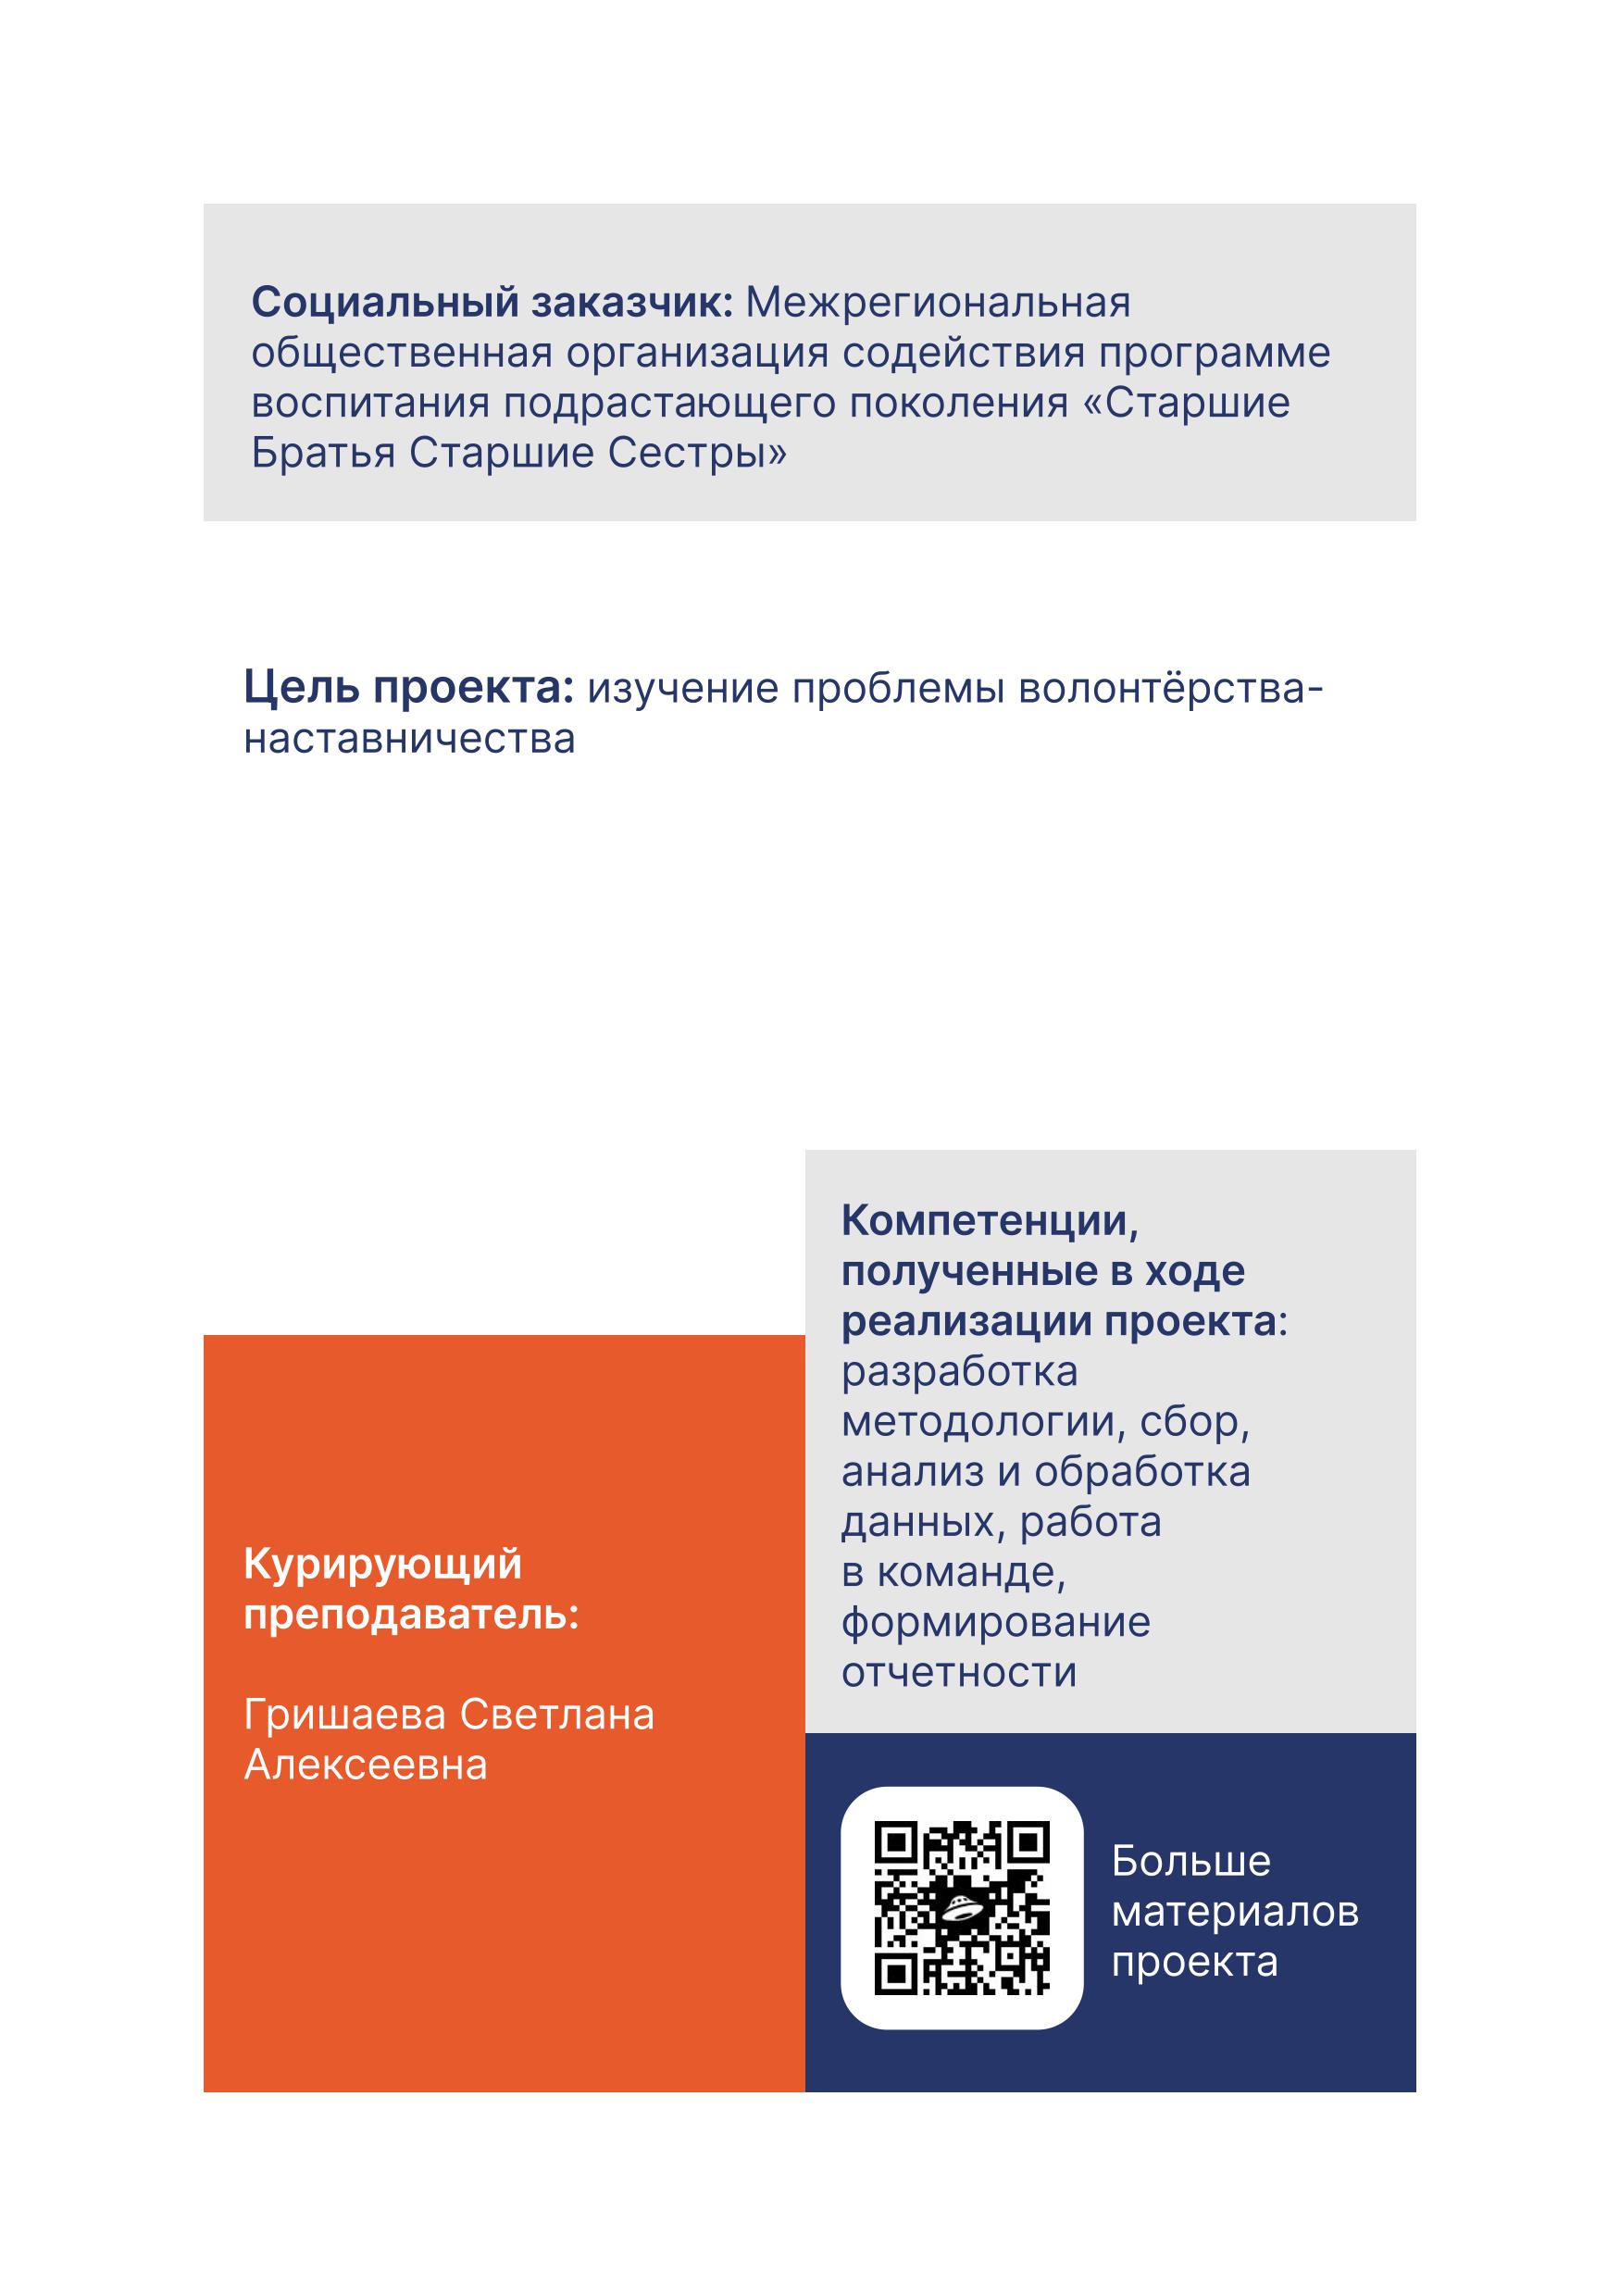 Социальный заказчик: Межрегиональная
общественная организация содействия программе
воспитания подрастающего поколения «Старшие
Братья Старшие Сестры»
Цель проекта: изучение проблемы волонтёрства-
наставничества
Компетенции,
полученные в ходе
реализации проекта:
разработка
методологии, сбор,
анализ и обработка
данных, работа
в команде,
формирование
отчетности
Курирующий
преподаватель:
Гришаева Светлана
Алексеевна
Больше
материалов
проекта